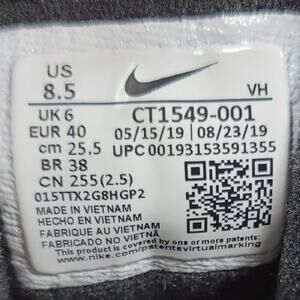 US
8.5
VH
UK 6
CT1549-001
EUR 40
05/15/19 | 08/23/19
cm 25.5
UPC 00193153591355
BR 38
CN 255(2.5)
015TTX2G8HGP2
MADE IN VIETNAM
HECHO EN VIETNAM
FABRIQUE AU VIETNAM
FABRICADO NO VIETNAM
This product is covered by one or more patents. See
www.nike.com/patentsvirtualmarking